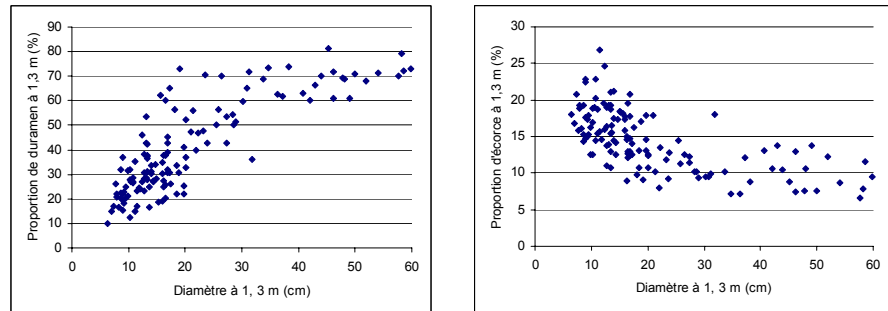 Proportion de duramen à 1,3 m (%)
90
80
70
60
50
40
30
20
10
0
0 10 20 30 40 50 60
Diamètre à 1, 3 m (cm)
Proportion d'écorce à 1,3 m (%)
30
25
20
15
10
5
0
0 10 20 30 40 50 60
Diamètre à 1, 3 m (cm)